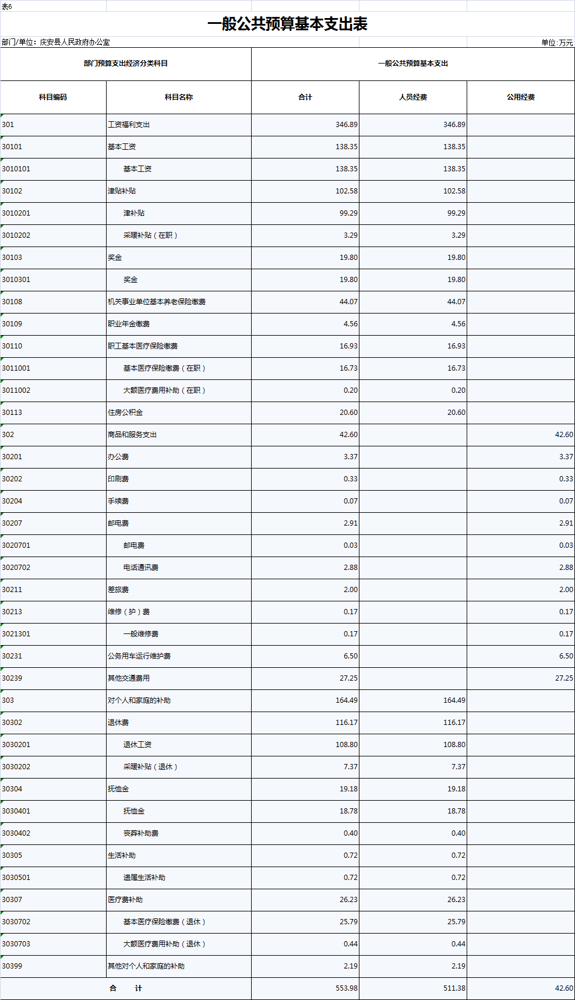 表6
一般公共预算基本支出表
部门/单位：庆安县人民政府办公室 单位:万元
部门预算支出经济分类科目 一般公共预算基本支出
科目编码 科目名称 合计 人员经费 公用经费
301 工资福利支出 346.89 346.89
30101 基本工资 138.35 138.35
3010101 基本工资 138.35 138.35
30102 津贴补贴 102.58 102.58
3010201 津补贴 99.29 99.29
3010202 采暖补贴（在职） 3.29 3.29
30103 奖金 19.80 19.80
3010301 奖金 19.80 19.80
30108 机关事业单位基本养老保险缴费 44.07 44.07
30109 职业年金缴费 4.56 4.56
30110 职工基本医疗保险缴费 16.93 16.93
3011001 基本医疗保险缴费（在职） 16.73 16.73
3011002 大额医疗费用补助（在职） 0.20 0.20
30113 住房公积金 20.60 20.60
302 商品和服务支出 42.60 42.60
30201 办公费 3.37 3.37
30202 印刷费 0.33 0.33
30204 手续费 0.07 0.07
30207 邮电费 2.91 2.91
3020701 邮电费 0.03 0.03
3020702 电话通讯费 2.88 2.88
30211 差旅费 2.00 2.00
30213 维修（护）费 0.17 0.17
3021301 一般维修费 0.17 0.17
30231 公务用车运行维护费 6.50 6.50
30239 其他交通费用 27.25 27.25
303 对个人和家庭的补助 164.49 164.49
30302 退休费 116.17 116.17
3030201 退休工资 108.80 108.80
3030202 采暖补贴（退休） 7.37 7.37
30304 抚恤金 19.18 19.18
3030401 抚恤金 18.78 18.78
3030402 丧葬补助费 0.40 0.40
30305 生活补助 0.72 0.72
3030501 遗属生活补助 0.72 0.72
30307 医疗费补助 26.23 26.23
3030702 基本医疗保险缴费（退休） 25.79 25.79
3030703 大额医疗费用补助（退休） 0.44 0.44
30399 其他对个人和家庭的补助 2.19 2.19
合 计 553.98 511.38 42.60